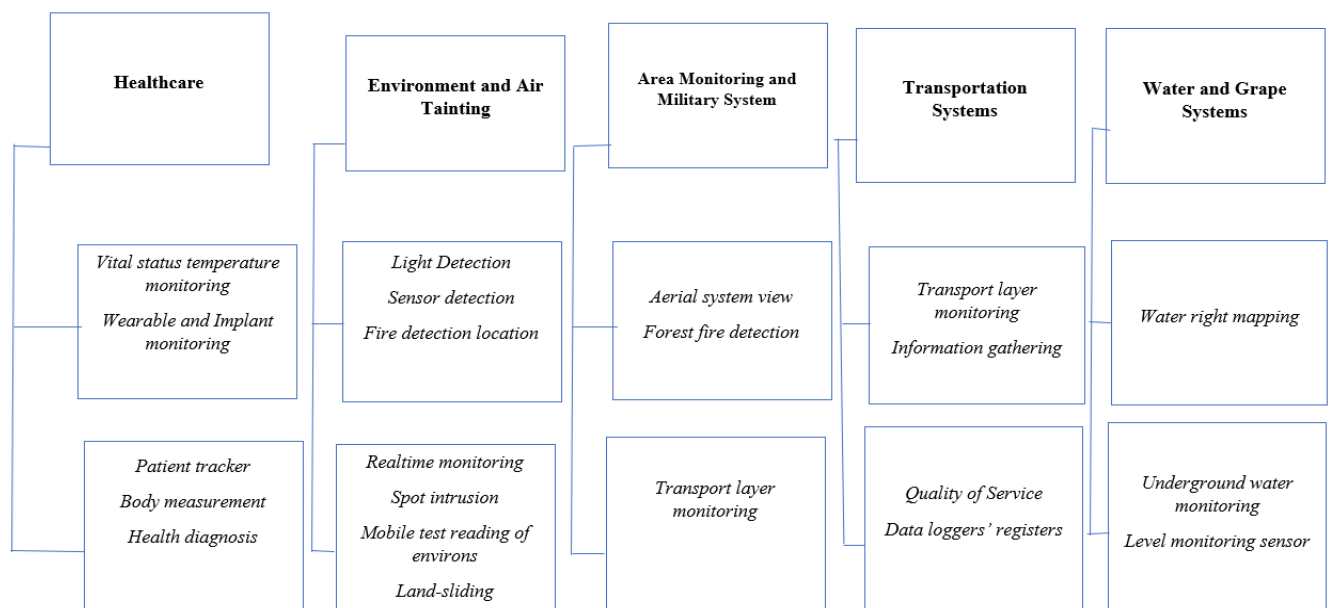 Healthcare
Environment and Air
Tainting
Area Monitoring and
Military System
Transportation
Systems
Water and Grape
Systems
Vital status temperature
monitoring
Wearable and Implant
monitoring
Light Detection
Sensor detection
Fire detection location
Aerial system view
Forest fire detection
Transport layer
monitoring
Information gathering
Water right mapping
Patient tracker
Body measurement
Health diagnosis
Realtime monitoring
Spot intrusion
Mobile test reading of
environs
Land-sliding
Transport layer
monitoring
Quality of Service
Data loggers’ registers
Underground water
monitoring
Level monitoring sensor